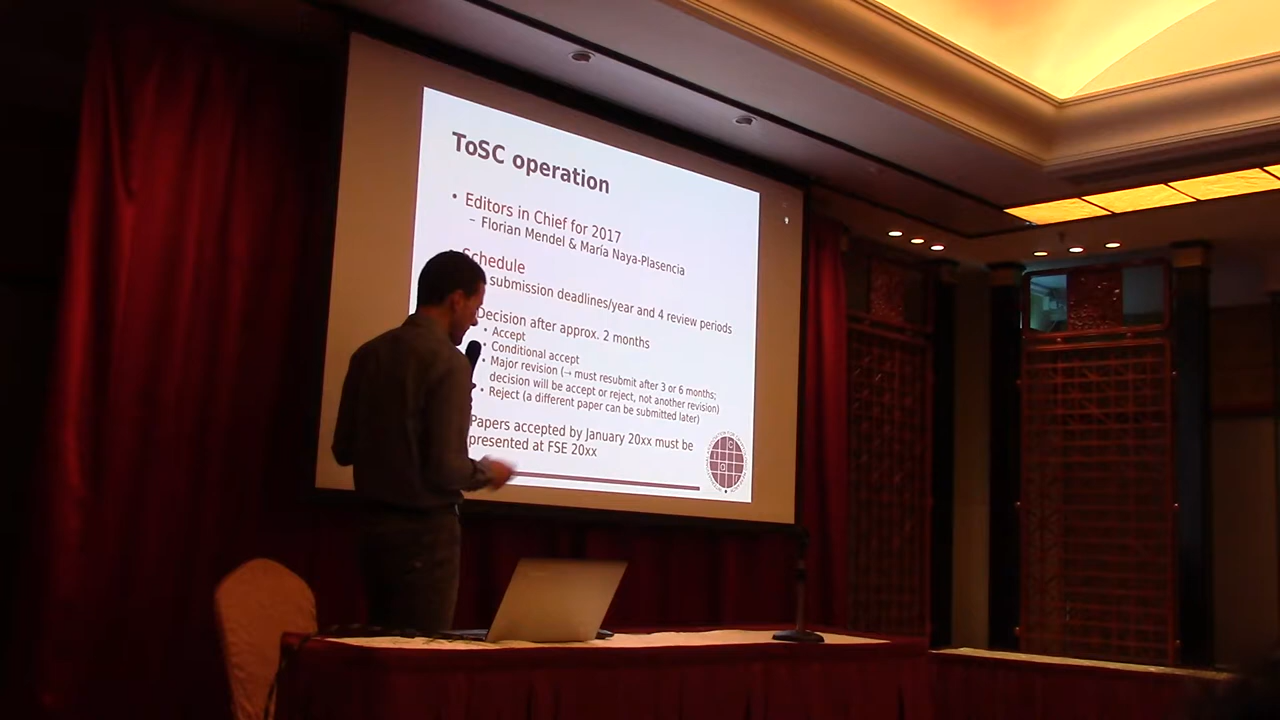 ToSC operation
• Editors in Chief for 2017
– Florian Mendel & María Naya-Plasencia
Schedule
submission deadlines/year and 4 review periods
Decision after approx. 2 months
• Accept
• Conditional accept
• Major revision (→ must resubmit after 3 or 6 months;
decision will be accept or reject, not another revision)
• Reject (a different paper can be submitted later)
Papers accepted by January 20xx must be
presented at FSE 20xx